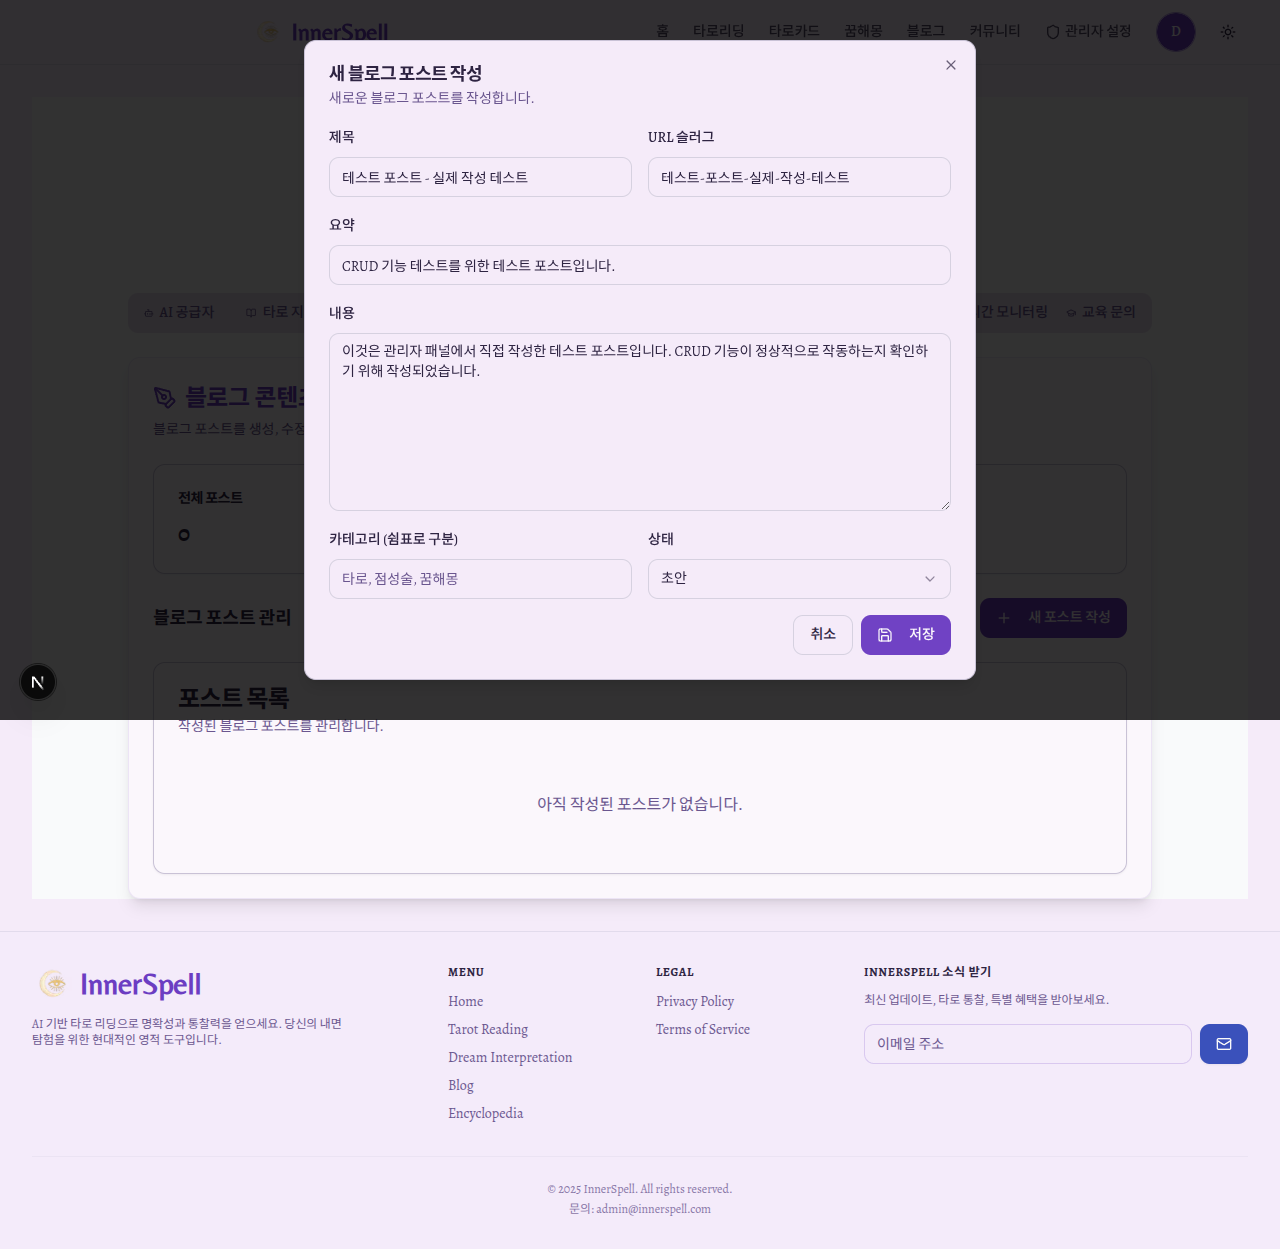 InnerSpell
홈
타로리딩
타로카드
꿈해몽
블로그
커뮤니티
관리자 설정
D
새 블로그 포스트 작성
새로운 블로그 포스트를 작성합니다.
제목
URL 슬러그
테스트 포스트 - 실제 작성 테스트
테스트-포스트-실제-작성-테스트
요약
CRUD 기능 테스트를 위한 테스트 포스트입니다.
AI 공급자
타로 지
간 모니터링
교육 문의
내용
이것은 관리자 패널에서 직접 작성한 테스트 포스트입니다. CRUD 기능이 정상적으로 작동하는지 확인하
기 위해 작성되었습니다.
블로그 콘텐츠
블로그 포스트를 생성, 수정
전체 포스트
0
카테고리 (쉼표로 구분)
상태
타로, 점성술, 꿈해몽
초안
블로그 포스트 관리
새 포스트 작성
취소
저장
N
포스트 목록
작성된 블로그 포스트를 관리합니다.
아직 작성된 포스트가 없습니다.
InnerSpell
AI 기반 타로 리딩으로 명확성과 통찰력을 얻으세요. 당신의 내면
탐험을 위한 현대적인 영적 도구입니다.
MENU
Home
Tarot Reading
Dream Interpretation
Blog
Encyclopedia
LEGAL
Privacy Policy
Terms of Service
INNERSPELL 소식 받기
최신 업데이트, 타로 통찰, 특별 혜택을 받아보세요.
이메일 주소
© 2025 InnerSpell. All rights reserved.
문의: admin@innerspell.com